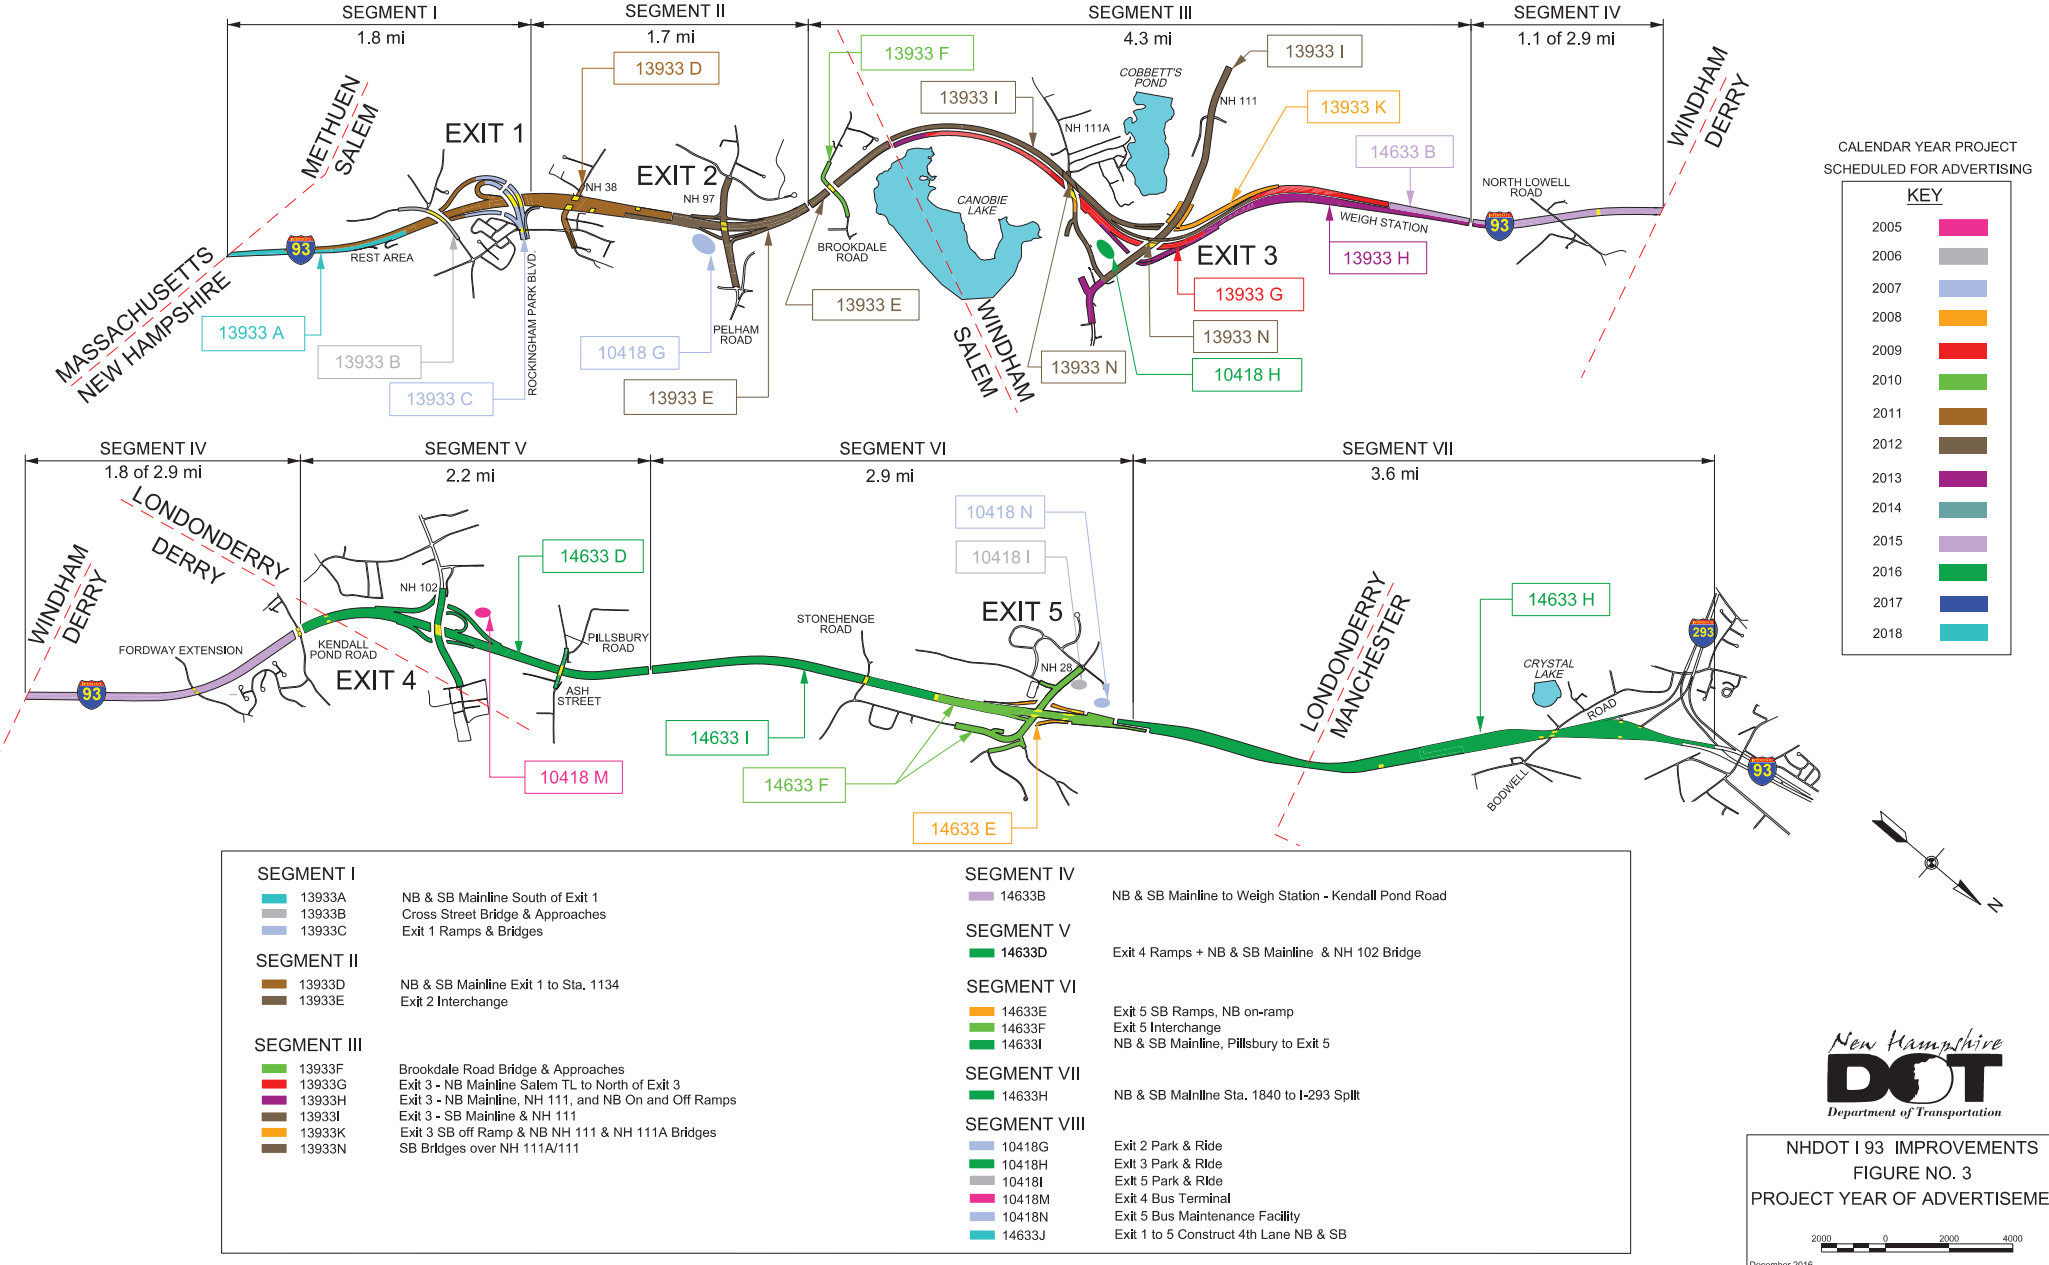 SEGMENT I
1.8 mi
SEGMENT II
1.7 mi
SEGMENT III
4.3 mi
SEGMENT IV
1.1 of 2.9 mi
METHUEN
SALEM
MASSACHUSETTS
NEW HAMPSHIRE
93
REST AREA
EXIT 1
13933 A
13933 B
13933 C
ROCKINGHAM PARK BLVD.
13933 D
NH 38
EXIT 2
NH 97
10418 G
PELHAM
ROAD
13933 E
13933 F
BROOKDALE
ROAD
13933 E
13933 I
CANOBIE
LAKE
WINDHAM
SALEM
NH 111A
COBBETT'S
POND
NH 111
13933 I
13933 K
14633 B
EXIT 3
WEIGH STATION
13933 H
13933 G
13933 N
13933 N
10418 H
93
NORTH LOWELL
ROAD
WINDHAM
DERRY
CALENDAR YEAR PROJECT
SCHEDULED FOR ADVERTISING
KEY
2005
2006
2007
2008
2009
2010
2011
2012
2013
2014
2015
2016
2017
2018
SEGMENT IV
1.8 of 2.9 mi
SEGMENT V
2.2 mi
SEGMENT VI
2.9 mi
SEGMENT VII
3.6 mi
WINDHAM
DERRY
LONDONDERRY
DERRY
93
FORDWAY EXTENSION
KENDALL
POND ROAD
EXIT 4
NH 102
14633 D
PILLSBURY
ROAD
ASH
STREET
10418 M
14633 I
STONEHENGE
ROAD
14633 F
14633 E
10418 N
10418 I
EXIT 5
NH 28
LONDONDERRY
MANCHESTER
14633 H
CRYSTAL
LAKE
BODWELL
ROAD
293
93
N
SEGMENT I
13933A NB & SB Mainline South of Exit 1
13933B Cross Street Bridge & Approaches
13933C Exit 1 Ramps & Bridges
SEGMENT II
13933D NB & SB Mainline Exit 1 to Sta. 1134
13933E Exit 2 Interchange
SEGMENT III
13933F Brookdale Road Bridge & Approaches
13933G Exit 3 - NB Mainline Salem TL to North of Exit 3
13933H Exit 3 - NB Mainline, NH 111, and NB On and Off Ramps
13933I Exit 3 - SB Mainline & NH 111
13933K Exit 3 SB off Ramp & NB NH 111 & NH 111A Bridges
13933N SB Bridges over NH 111A/111
SEGMENT IV
14633B NB & SB Mainline to Weigh Station - Kendall Pond Road
SEGMENT V
14633D Exit 4 Ramps + NB & SB Mainline & NH 102 Bridge
SEGMENT VI
14633E Exit 5 SB Ramps, NB on-ramp
14633F Exit 5 Interchange
14633I NB & SB Mainline, Pillsbury to Exit 5
SEGMENT VII
14633H NB & SB Mainline Sta. 1840 to I-293 Split
SEGMENT VIII
10418G Exit 2 Park & Ride
10418H Exit 3 Park & Ride
10418I Exit 5 Park & Ride
10418M Exit 4 Bus Terminal
10418N Exit 5 Bus Maintenance Facility
14633J Exit 1 to 5 Construct 4th Lane NB & SB
New Hampshire
DOT
Department of Transportation
NHDOT I 93 IMPROVEMENTS
FIGURE NO. 3
PROJECT YEAR OF ADVERTISEME
2000 0 2000 4000
December 2016